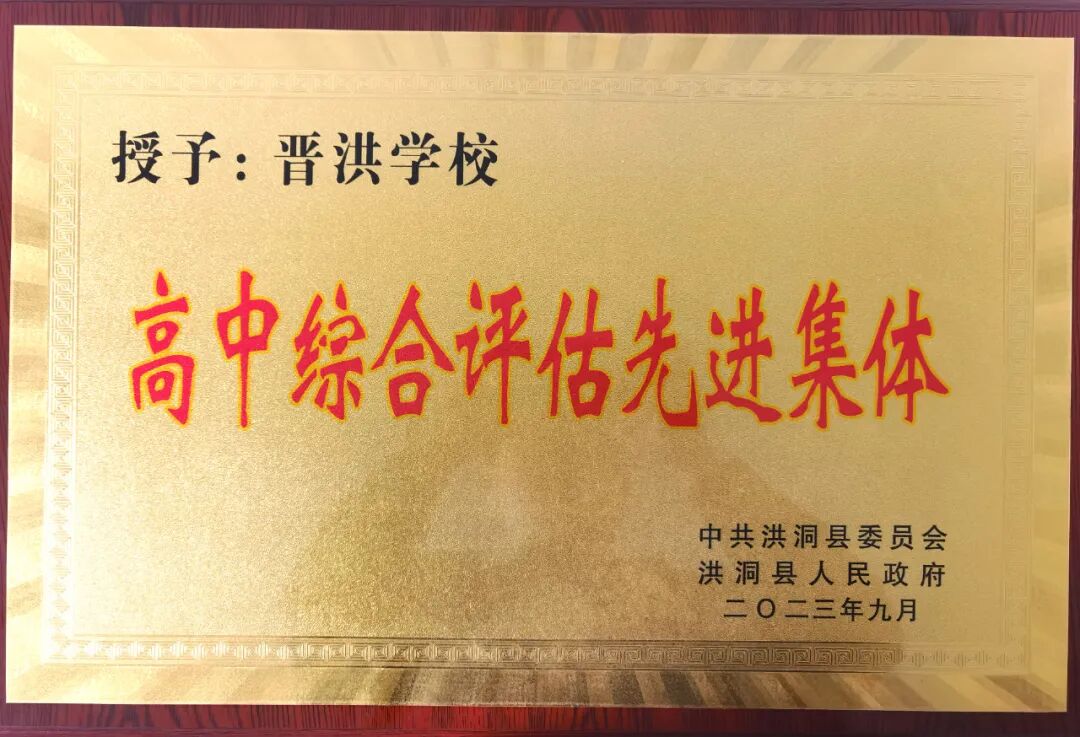 授予：晋洪学校
高中综合评估先进集体
中共洪洞县委员会
洪洞县人民政府
二〇二三年九月